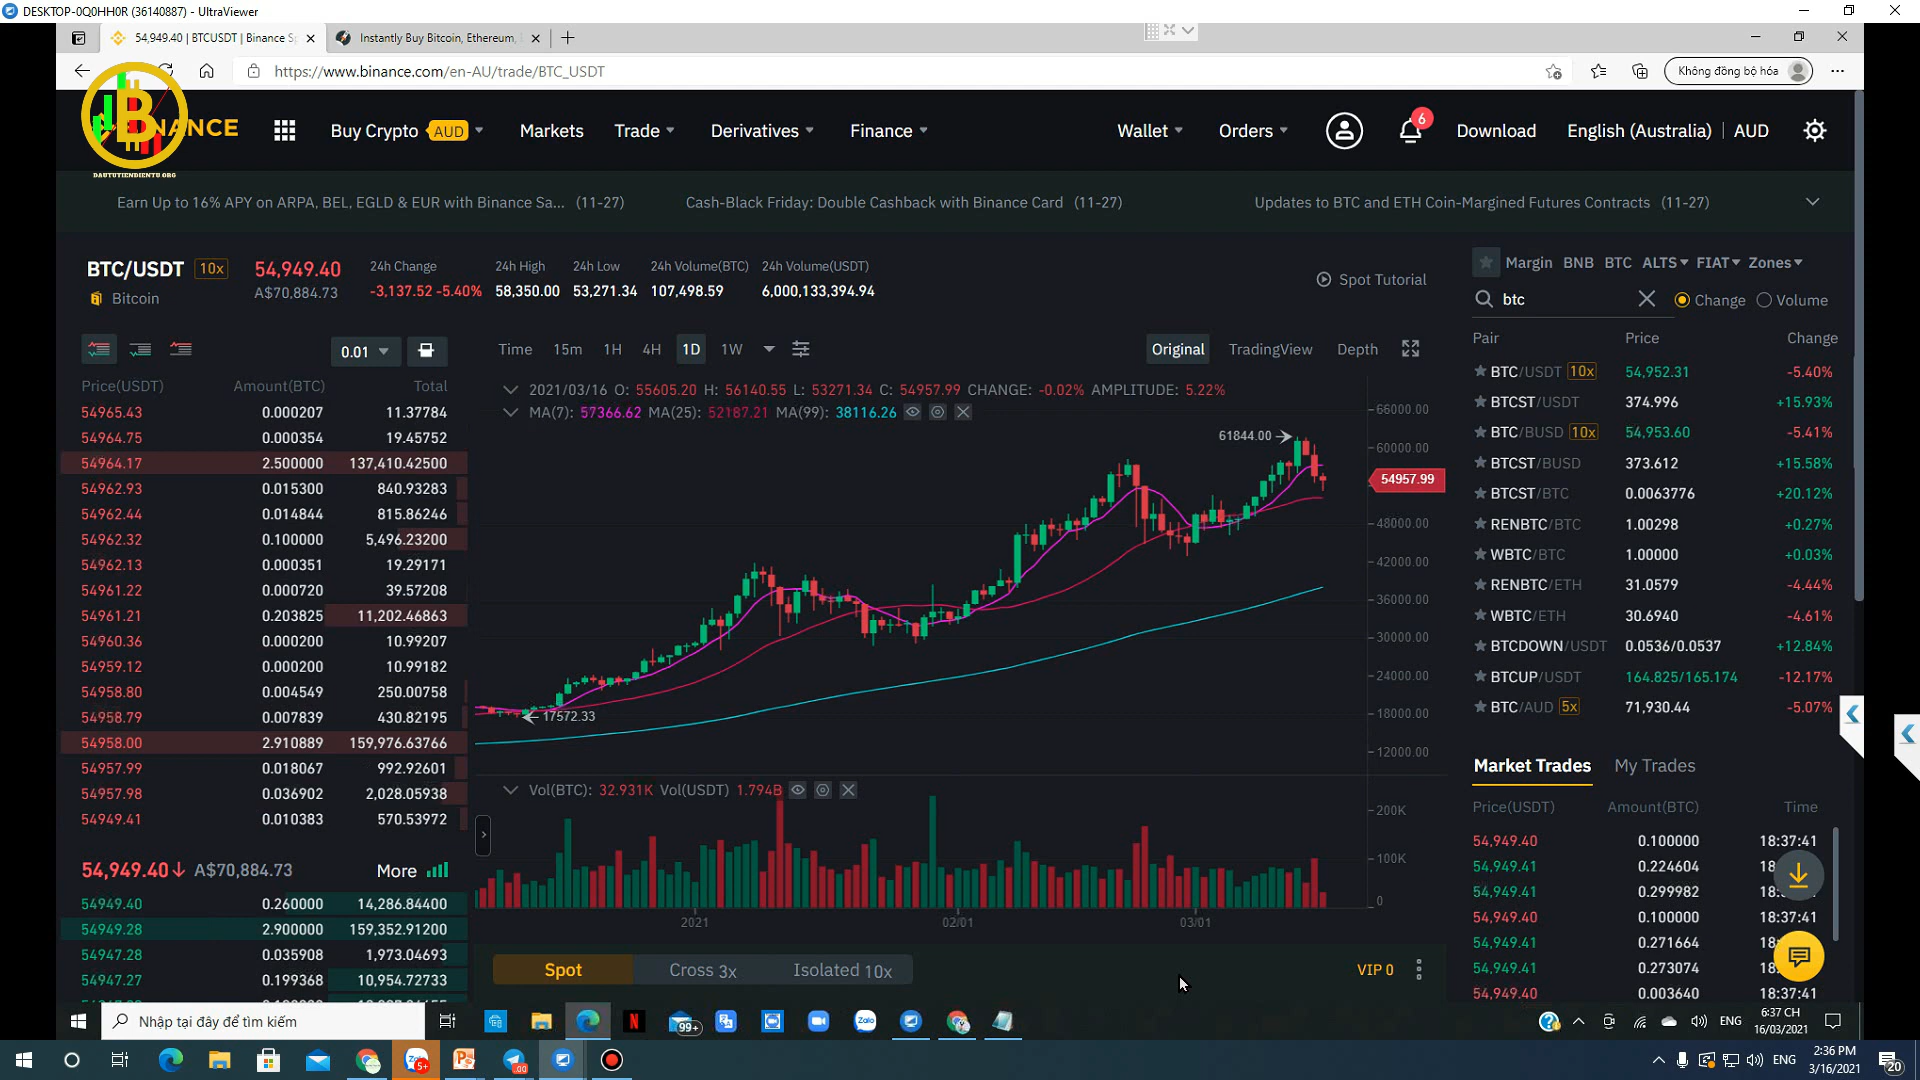 DESKTOP-0Q0HH0R (36140887) - UltraViewer
54,949.40 | BTCUSDT | Binance Sp
Instantly Buy Bitcoin, Ethereum,
https://www.binance.com/en-AU/trade/BTC_USDT
Không đồng bộ hóa
BINANCE
DAUTUTIENDIENTU.ORG
Buy Crypto AUD
Markets
Trade
Derivatives
Finance
Wallet
Orders
6
Download
English (Australia)
AUD
Earn Up to 16% APY on ARPA, BEL, EGLD & EUR with Binance Sa... (11-27)
Cash-Black Friday: Double Cashback with Binance Card (11-27)
Updates to BTC and ETH Coin-Margined Futures Contracts (11-27)
BTC/USDT 10x
Bitcoin
54,949.40
A$70,884.73
24h Change
-3,137.52 -5.40%
24h High
58,350.00
24h Low
53,271.34
24h Volume(BTC)
107,498.59
24h Volume(USDT)
6,000,133,394.94
Spot Tutorial
0.01
Price(USDT) Amount(BTC) Total
54965.43 0.000207 11.37784
54964.75 0.000354 19.45752
54964.17 2.500000 137,410.42500
54962.93 0.015300 840.93283
54962.44 0.014844 815.86246
54962.32 0.100000 5,496.23200
54962.13 0.000351 19.29171
54961.22 0.000720 39.57208
54961.21 0.203825 11,202.46863
54960.36 0.000200 10.99207
54959.12 0.000200 10.99182
54958.80 0.004549 250.00758
54958.79 0.007839 430.82195
54958.00 2.910889 159,976.63766
54957.99 0.018067 992.92601
54957.98 0.036902 2,028.05938
54949.41 0.010383 570.53972
54,949.40 A$70,884.73 More
54949.40 0.260000 14,286.84400
54949.28 2.900000 159,352.91200
54947.28 0.035908 1,973.04693
54947.27 0.199368 10,954.72733
Time 15m 1H 4H 1D 1W
Original TradingView Depth
2021/03/16 O: 55605.20 H: 56140.55 L: 53271.34 C: 54957.99 CHANGE: -0.02% AMPLITUDE: 5.22%
MA(7): 57366.62 MA(25): 52187.21 MA(99): 38116.26
61844.00
17572.33
66000.00
60000.00
54957.99
48000.00
42000.00
36000.00
30000.00
24000.00
18000.00
12000.00
Vol(BTC): 32.931K Vol(USDT) 1.794B
200K
100K
0
2021 02/01 03/01
Spot Cross 3x Isolated 10x
VIP 0
Margin BNB BTC ALTS FIAT Zones
btc
Change Volume
Pair Price Change
BTC/USDT 10x 54,952.31 -5.40%
BTCST/USDT 374.996 +15.93%
BTC/BUSD 10x 54,953.60 -5.41%
BTCST/BUSD 373.612 +15.58%
BTCST/BTC 0.0063776 +20.12%
RENBTC/BTC 1.00298 +0.27%
WBTC/BTC 1.00000 +0.03%
RENBTC/ETH 31.0579 -4.44%
WBTC/ETH 30.6940 -4.61%
BTCDOWN/USDT 0.0536/0.0537 +12.84%
BTCUP/USDT 164.825/165.174 -12.17%
BTC/AUD 5x 71,930.44 -5.07%
Market Trades My Trades
Price(USDT) Amount(BTC) Time
54,949.40 0.100000 18:37:41
54,949.41 0.224604 18:
54,949.41 0.299982 18:
54,949.40 0.100000 18:37:41
54,949.41 0.271664 18:
54,949.41 0.273074 18:
54,949.40 0.003640 18:37:41
Nhập tại đây để tìm kiếm
99+
Zalo
ENG
6:37 CH
16/03/2021
5+
ENG
2:36 PM
3/16/2021
20